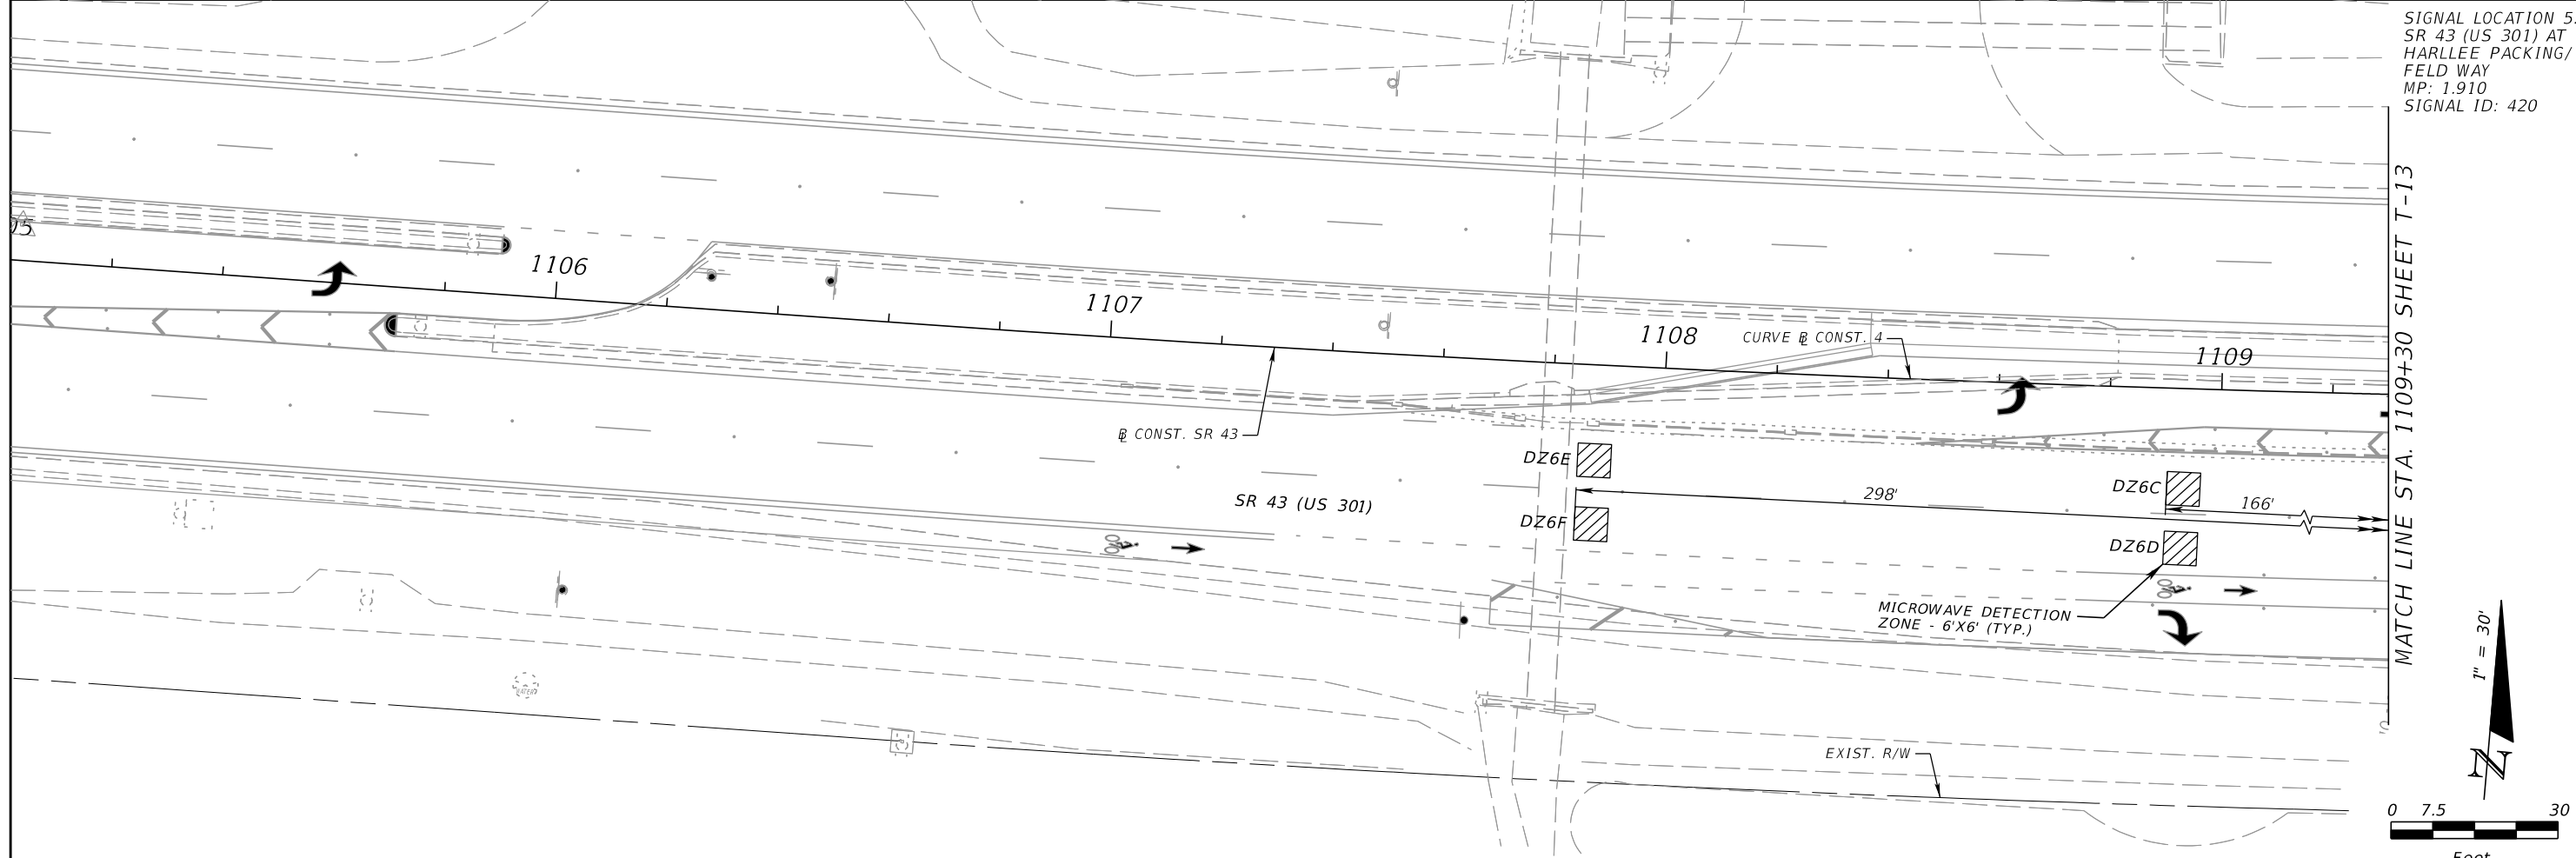 SIGNAL LOCATION 5
SR 43 (US 301) AT
HARLLEE PACKING/
FELD WAY
MP: 1.910
SIGNAL ID: 420
MATCH LINE STA. 1109+30 SHEET T-13
1106
1107
1108
1109
CURVE ℄ CONST. 4
℄ CONST. SR 43
SR 43 (US 301)
DZ6E
DZ6F
298'
DZ6C
166'
DZ6D
MICROWAVE DETECTION
ZONE - 6'X6' (TYP.)
EXIST. R/W
1" = 30'
N
0 7.5 30